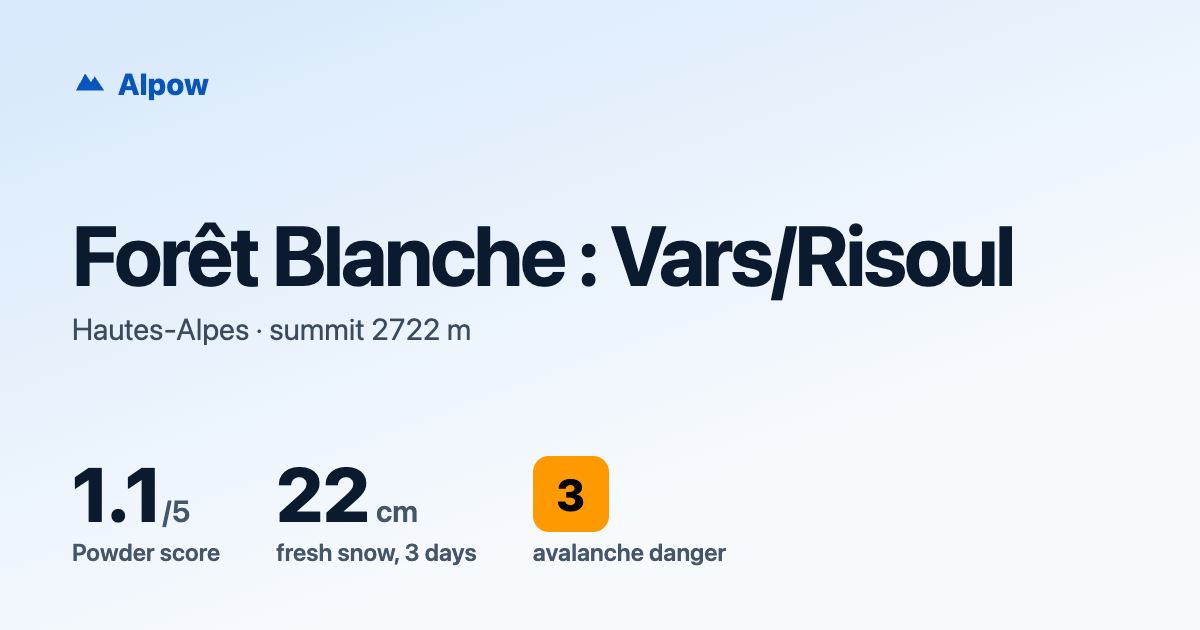 Alpow
Forêt Blanche : Vars/Risoul
Hautes-Alpes · summit 2722 m
1.1/5 22 cm 3
Powder score fresh snow, 3 days avalanche danger